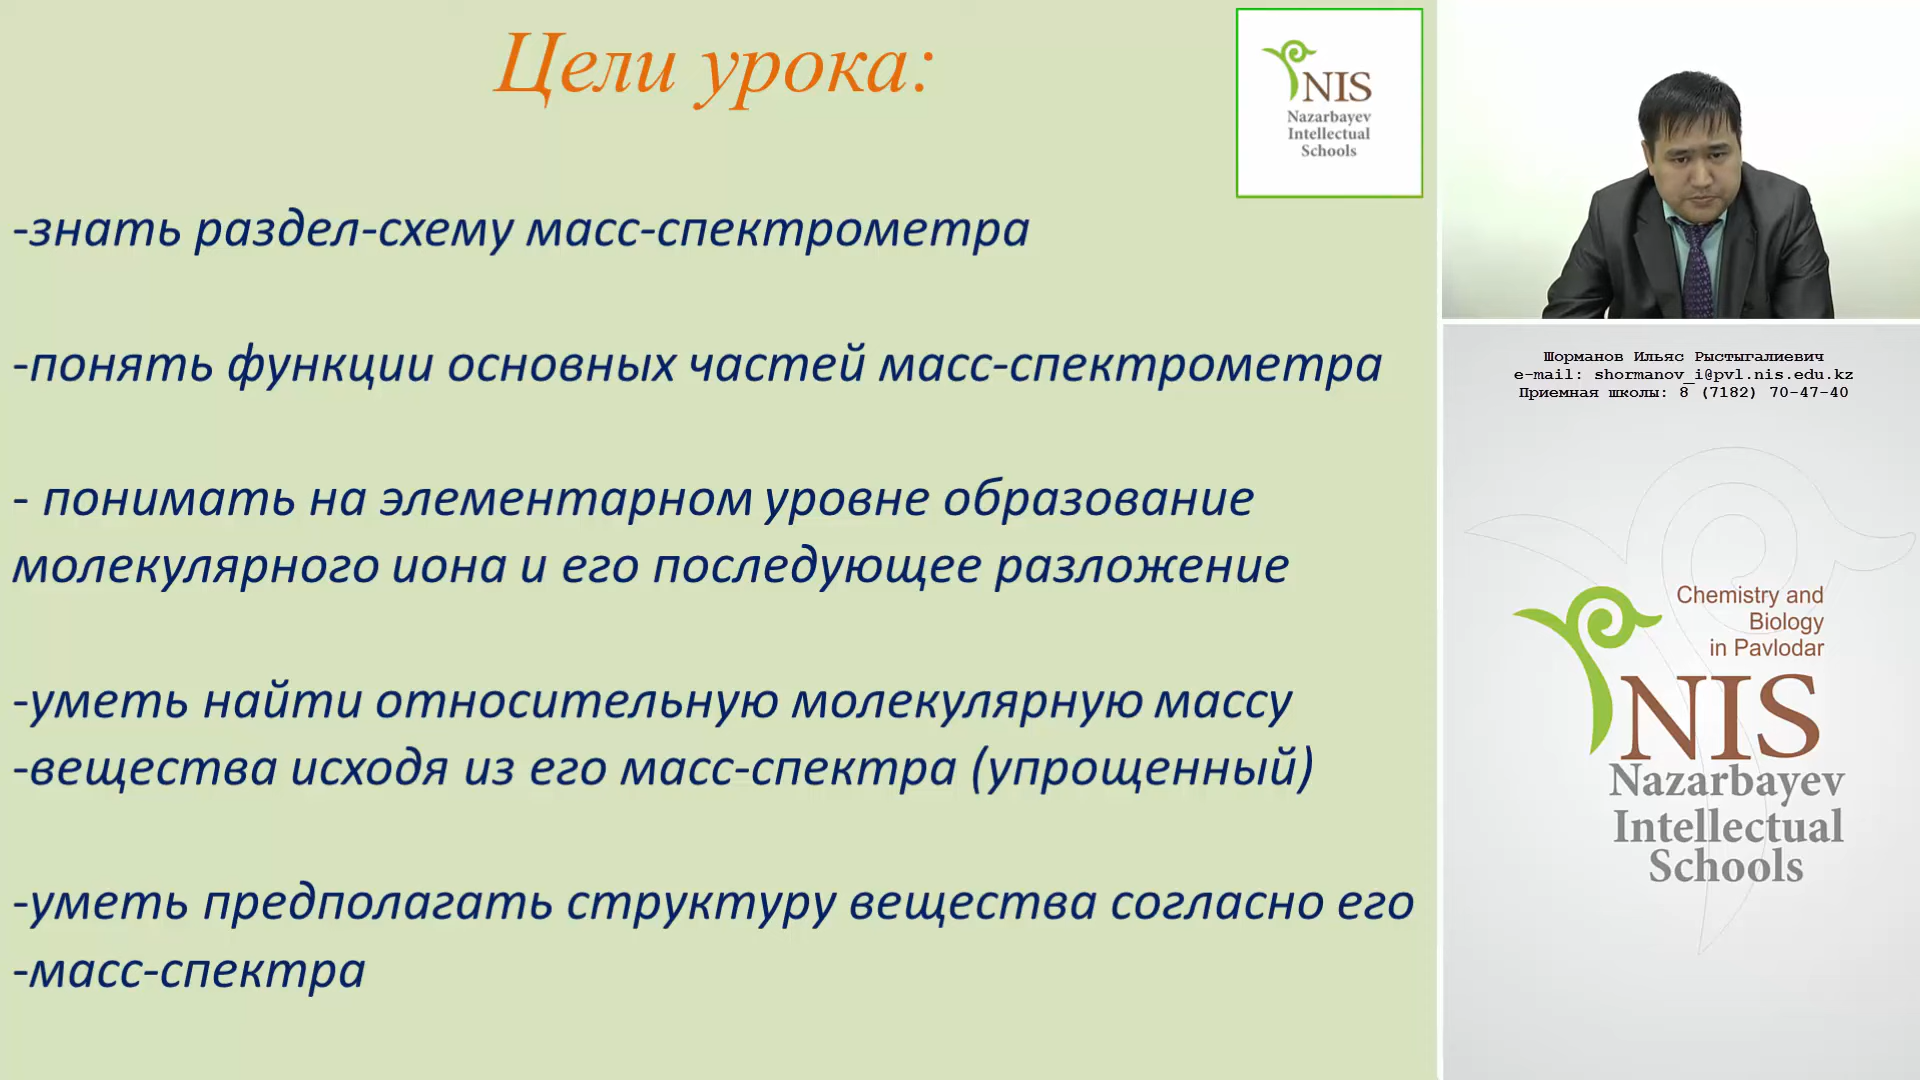 Цели урока:
NIS
Nazarbayev
Intellectual
Schools
-знать раздел-схему масс-спектрометра
-понять функции основных частей масс-спектрометра
- понимать на элементарном уровне образование
молекулярного иона и его последующее разложение
-уметь найти относительную молекулярную массу
-вещества исходя из его масс-спектра (упрощенный)
-уметь предполагать структуру вещества согласно его
-масс-спектра
Шорманов Ильяс Рыстыгалиевич
e-mail: shormanov_i@pvl.nis.edu.kz
Приемная школы: 8 (7182) 70-47-40
Chemistry and
Biology
in Pavlodar
NIS
Nazarbayev
Intellectual
Schools